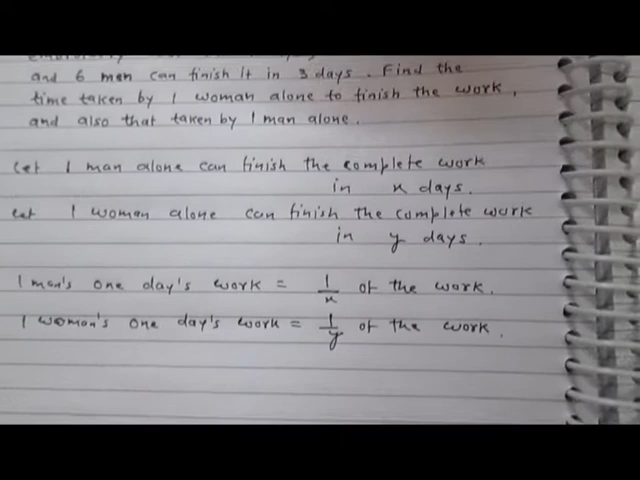 and 6 men can finish it in 3 days. Find the
time taken by 1 woman alone to finish the work,
and also that taken by 1 man alone.
Let 1 man alone can finish the complete work
in x days.
Let 1 woman alone can finish the complete work
in y days.
1 man's one day's work = 1/x of the work.
1 woman's one day's work = 1/y of the work.